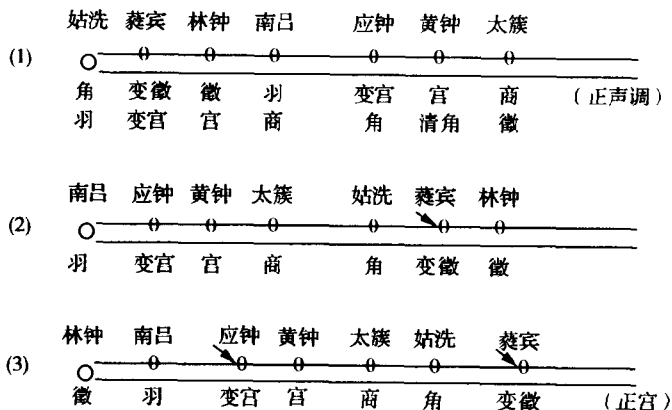 姑洗 蕤宾 林钟 南吕 应钟 黄钟 太簇
(1)
角 变徵 徵 羽 变宫 宫 商 (正声调)
羽 变宫 宫 商 角 清角 徵
南吕 应钟 黄钟 太簇 姑洗 蕤宾 林钟
(2)
羽 变宫 宫 商 角 变徵 徵
林钟 南吕 应钟 黄钟 太簇 姑洗 蕤宾
(3)
徵 羽 变宫 宫 商 角 变徵 (正宫)